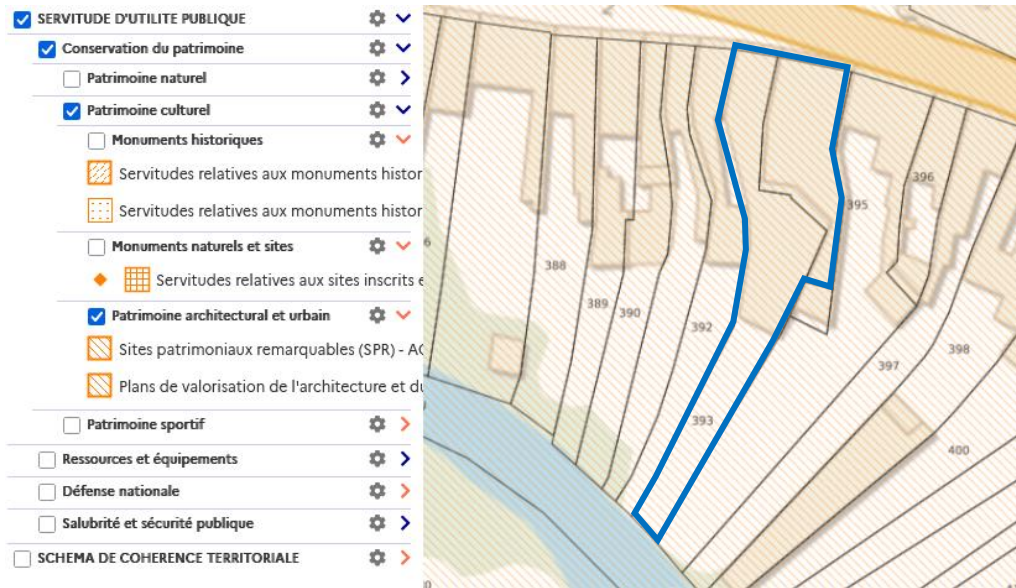 SERVITUDE D'UTILITE PUBLIQUE
Conservation du patrimoine
Patrimoine naturel
Patrimoine culturel
Monuments historiques
Servitudes relatives aux monuments histor
Servitudes relatives aux monuments histor
Monuments naturels et sites
Servitudes relatives aux sites inscrits e
Patrimoine architectural et urbain
Sites patrimoniaux remarquables (SPR) - AC
Plans de valorisation de l'architecture et du
Patrimoine sportif
Ressources et équipements
Défense nationale
Salubrité et sécurité publique
SCHEMA DE COHERENCE TERRITORIALE
396
395
388
389
390
392
398
397
393
400